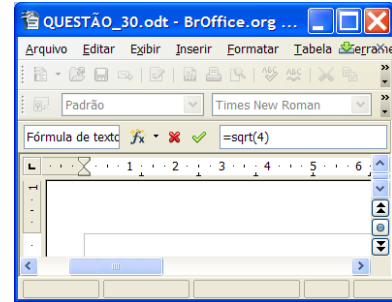 QUESTÃO_30.odt - BrOffice.org ...
Arquivo Editar Exibir Inserir Formatar Tabela
Padrão Times New Roman
Fórmula de texto =sqrt(4)
1 2 3 4 5 6
1